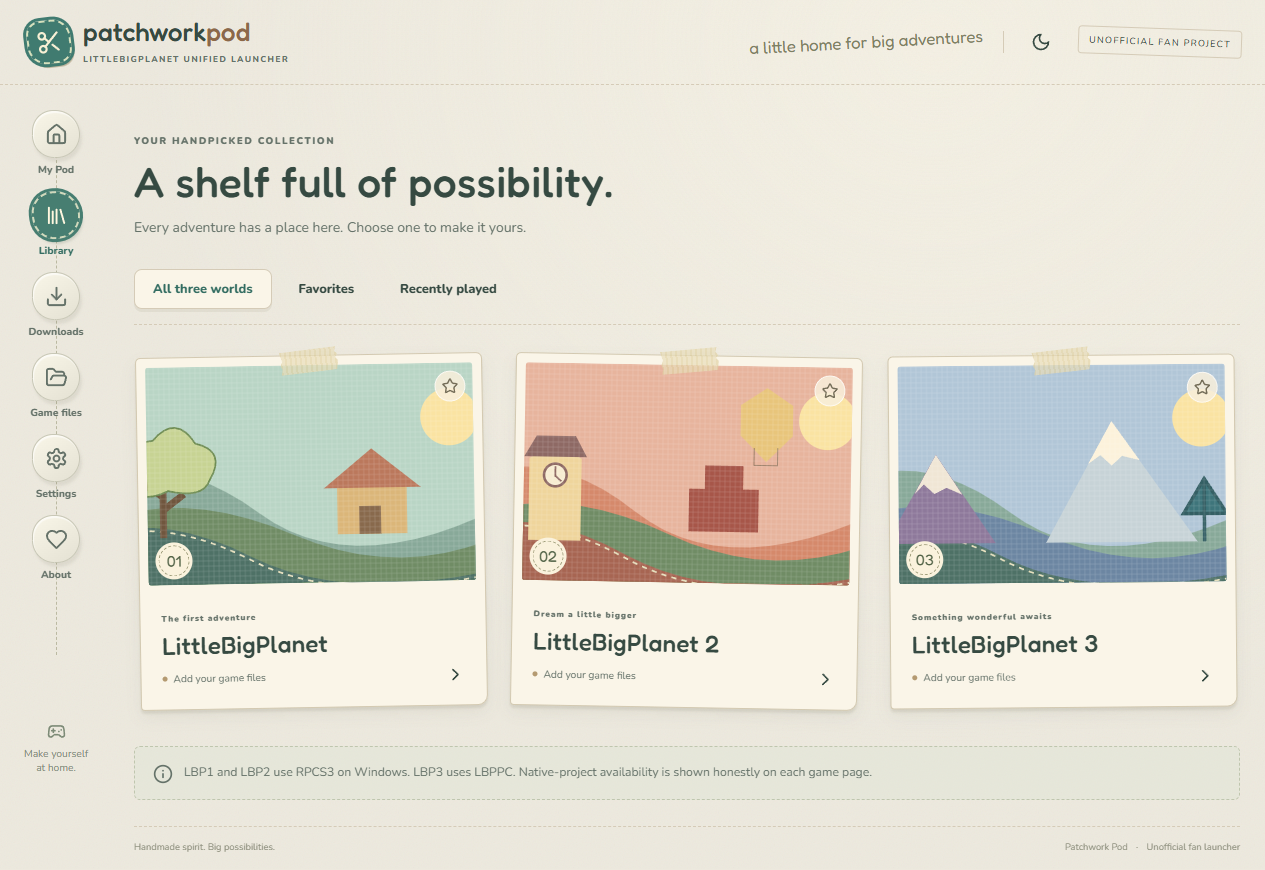 patchworkpod
LITTLEBIGPLANET UNIFIED LAUNCHER
a little home for big adventures
UNOFFICIAL FAN PROJECT
My Pod
Library
Downloads
Game files
Settings
About
Make yourself
at home.
YOUR HANDPICKED COLLECTION
A shelf full of possibility.
Every adventure has a place here. Choose one to make it yours.
All three worlds
Favorites
Recently played
01
The first adventure
LittleBigPlanet
Add your game files
02
Dream a little bigger
LittleBigPlanet 2
Add your game files
03
Something wonderful awaits
LittleBigPlanet 3
Add your game files
LBP1 and LBP2 use RPCS3 on Windows. LBP3 uses LBPPC. Native-project availability is shown honestly on each game page.
Handmade spirit. Big possibilities.
Patchwork Pod · Unofficial fan launcher